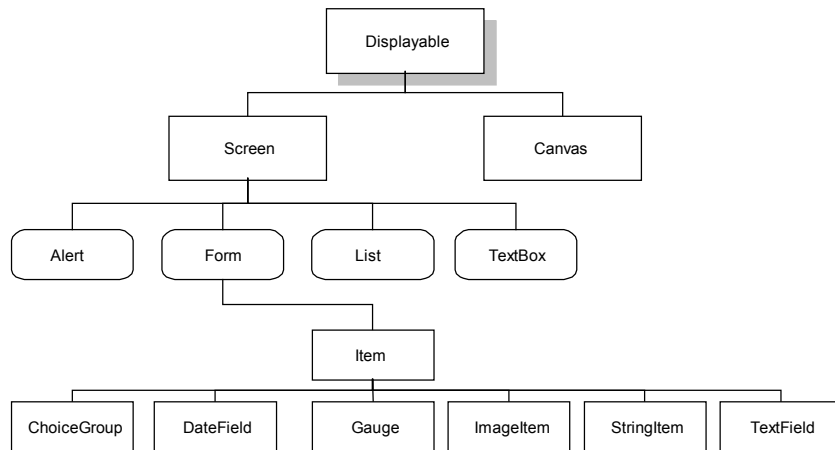 Displayable
Screen
Canvas
Alert
Form
List
TextBox
Item
ChoiceGroup
DateField
Gauge
ImageItem
StringItem
TextField